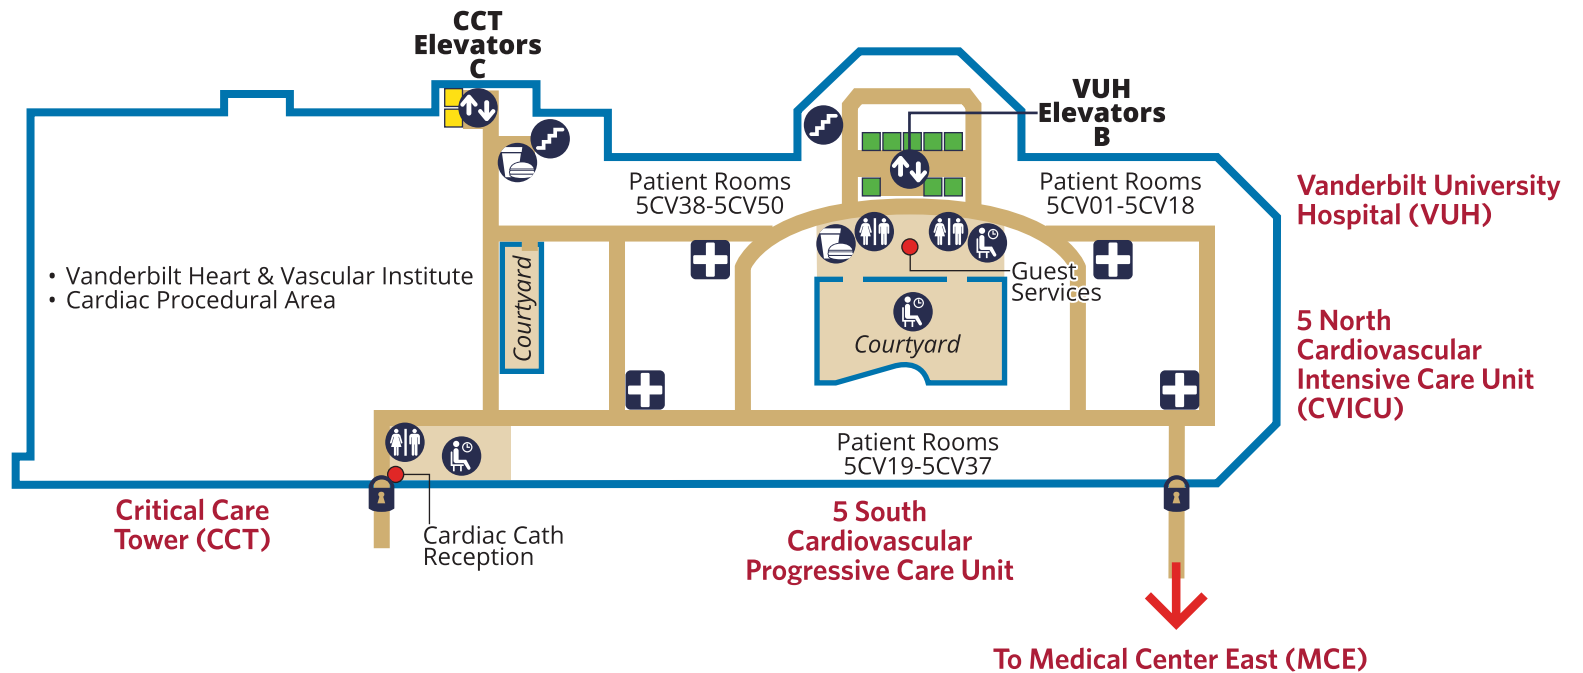 CCT
Elevators
C
VUH
Elevators
B
Patient Rooms
5CV38-5CV50
Patient Rooms
5CV01-5CV18
Vanderbilt University
Hospital (VUH)
• Vanderbilt Heart & Vascular Institute
• Cardiac Procedural Area
Courtyard
Guest
Services
Courtyard
5 North
Cardiovascular
Intensive Care Unit
(CVICU)
Patient Rooms
5CV19-5CV37
Critical Care
Tower (CCT)
Cardiac Cath
Reception
5 South
Cardiovascular
Progressive Care Unit
To Medical Center East (MCE)